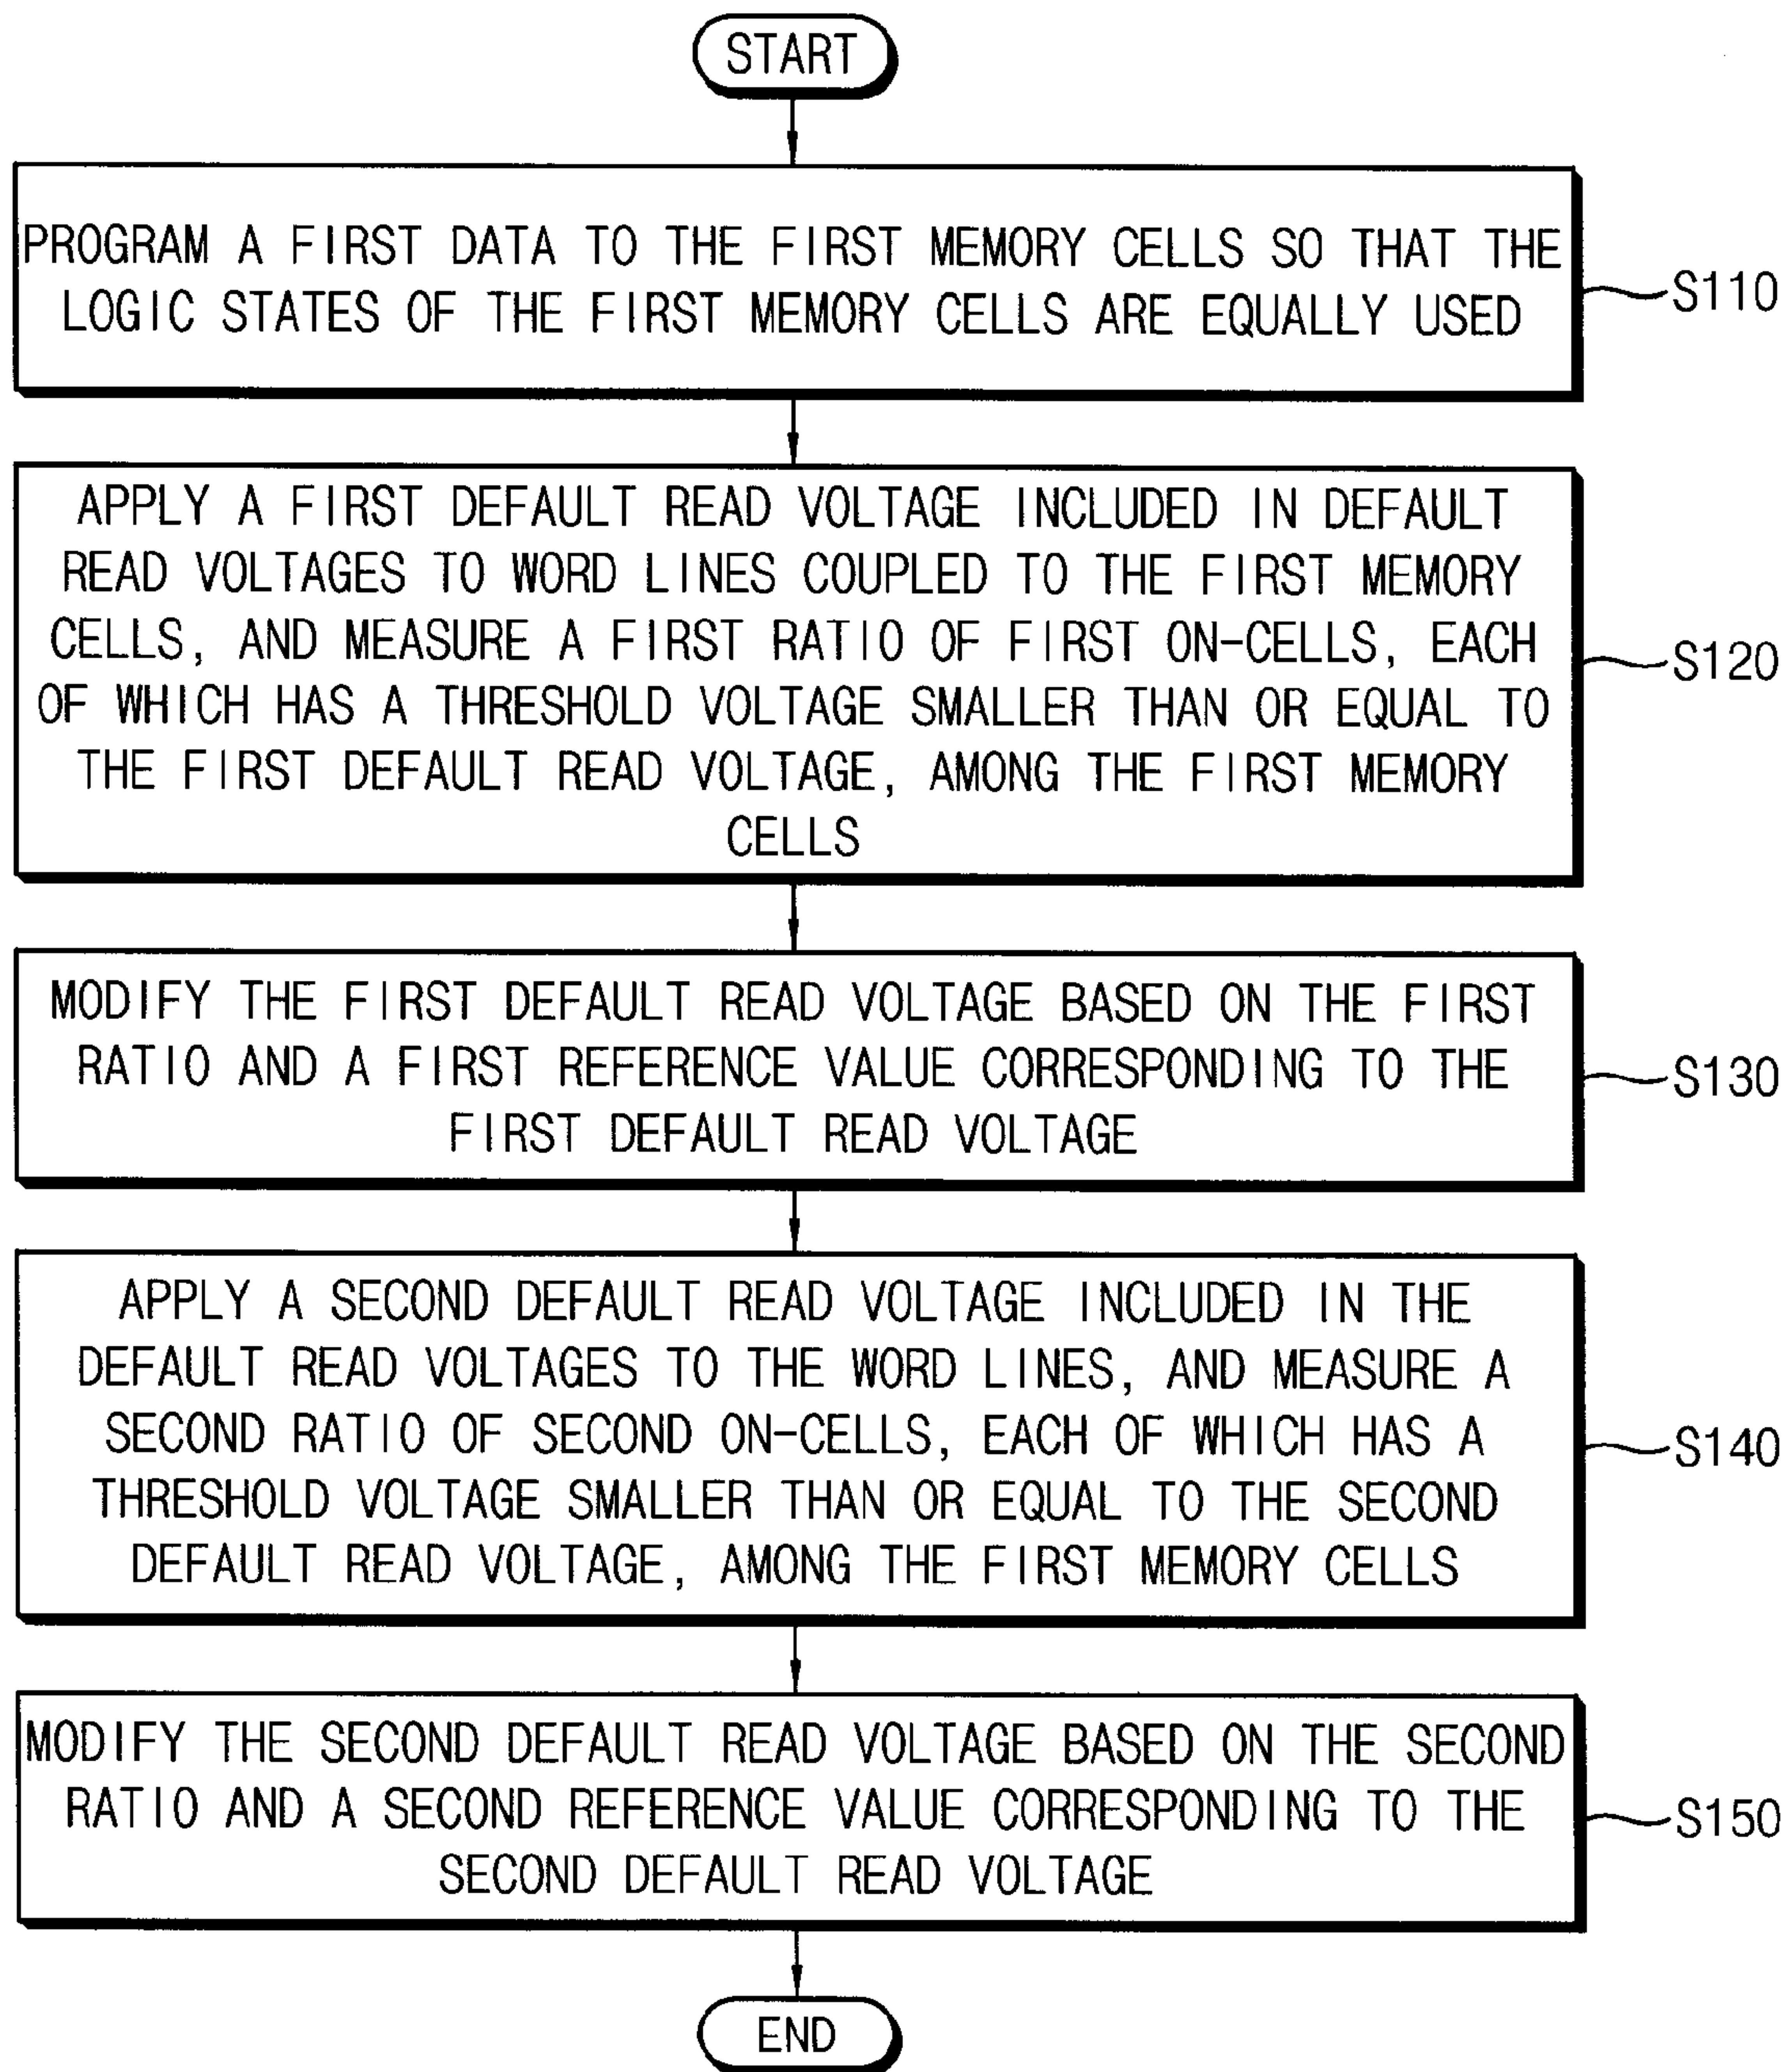 START
PROGRAM A FIRST DATA TO THE FIRST MEMORY CELLS SO THAT THE
LOGIC STATES OF THE FIRST MEMORY CELLS ARE EQUALLY USED
S110
APPLY A FIRST DEFAULT READ VOLTAGE INCLUDED IN DEFAULT
READ VOLTAGES TO WORD LINES COUPLED TO THE FIRST MEMORY
CELLS, AND MEASURE A FIRST RATIO OF FIRST ON-CELLS, EACH
OF WHICH HAS A THRESHOLD VOLTAGE SMALLER THAN OR EQUAL TO
THE FIRST DEFAULT READ VOLTAGE, AMONG THE FIRST MEMORY
CELLS
S120
MODIFY THE FIRST DEFAULT READ VOLTAGE BASED ON THE FIRST
RATIO AND A FIRST REFERENCE VALUE CORRESPONDING TO THE
FIRST DEFAULT READ VOLTAGE
S130
APPLY A SECOND DEFAULT READ VOLTAGE INCLUDED IN THE
DEFAULT READ VOLTAGES TO THE WORD LINES, AND MEASURE A
SECOND RATIO OF SECOND ON-CELLS, EACH OF WHICH HAS A
THRESHOLD VOLTAGE SMALLER THAN OR EQUAL TO THE SECOND
DEFAULT READ VOLTAGE, AMONG THE FIRST MEMORY CELLS
S140
MODIFY THE SECOND DEFAULT READ VOLTAGE BASED ON THE SECOND
RATIO AND A SECOND REFERENCE VALUE CORRESPONDING TO THE
SECOND DEFAULT READ VOLTAGE
S150
END